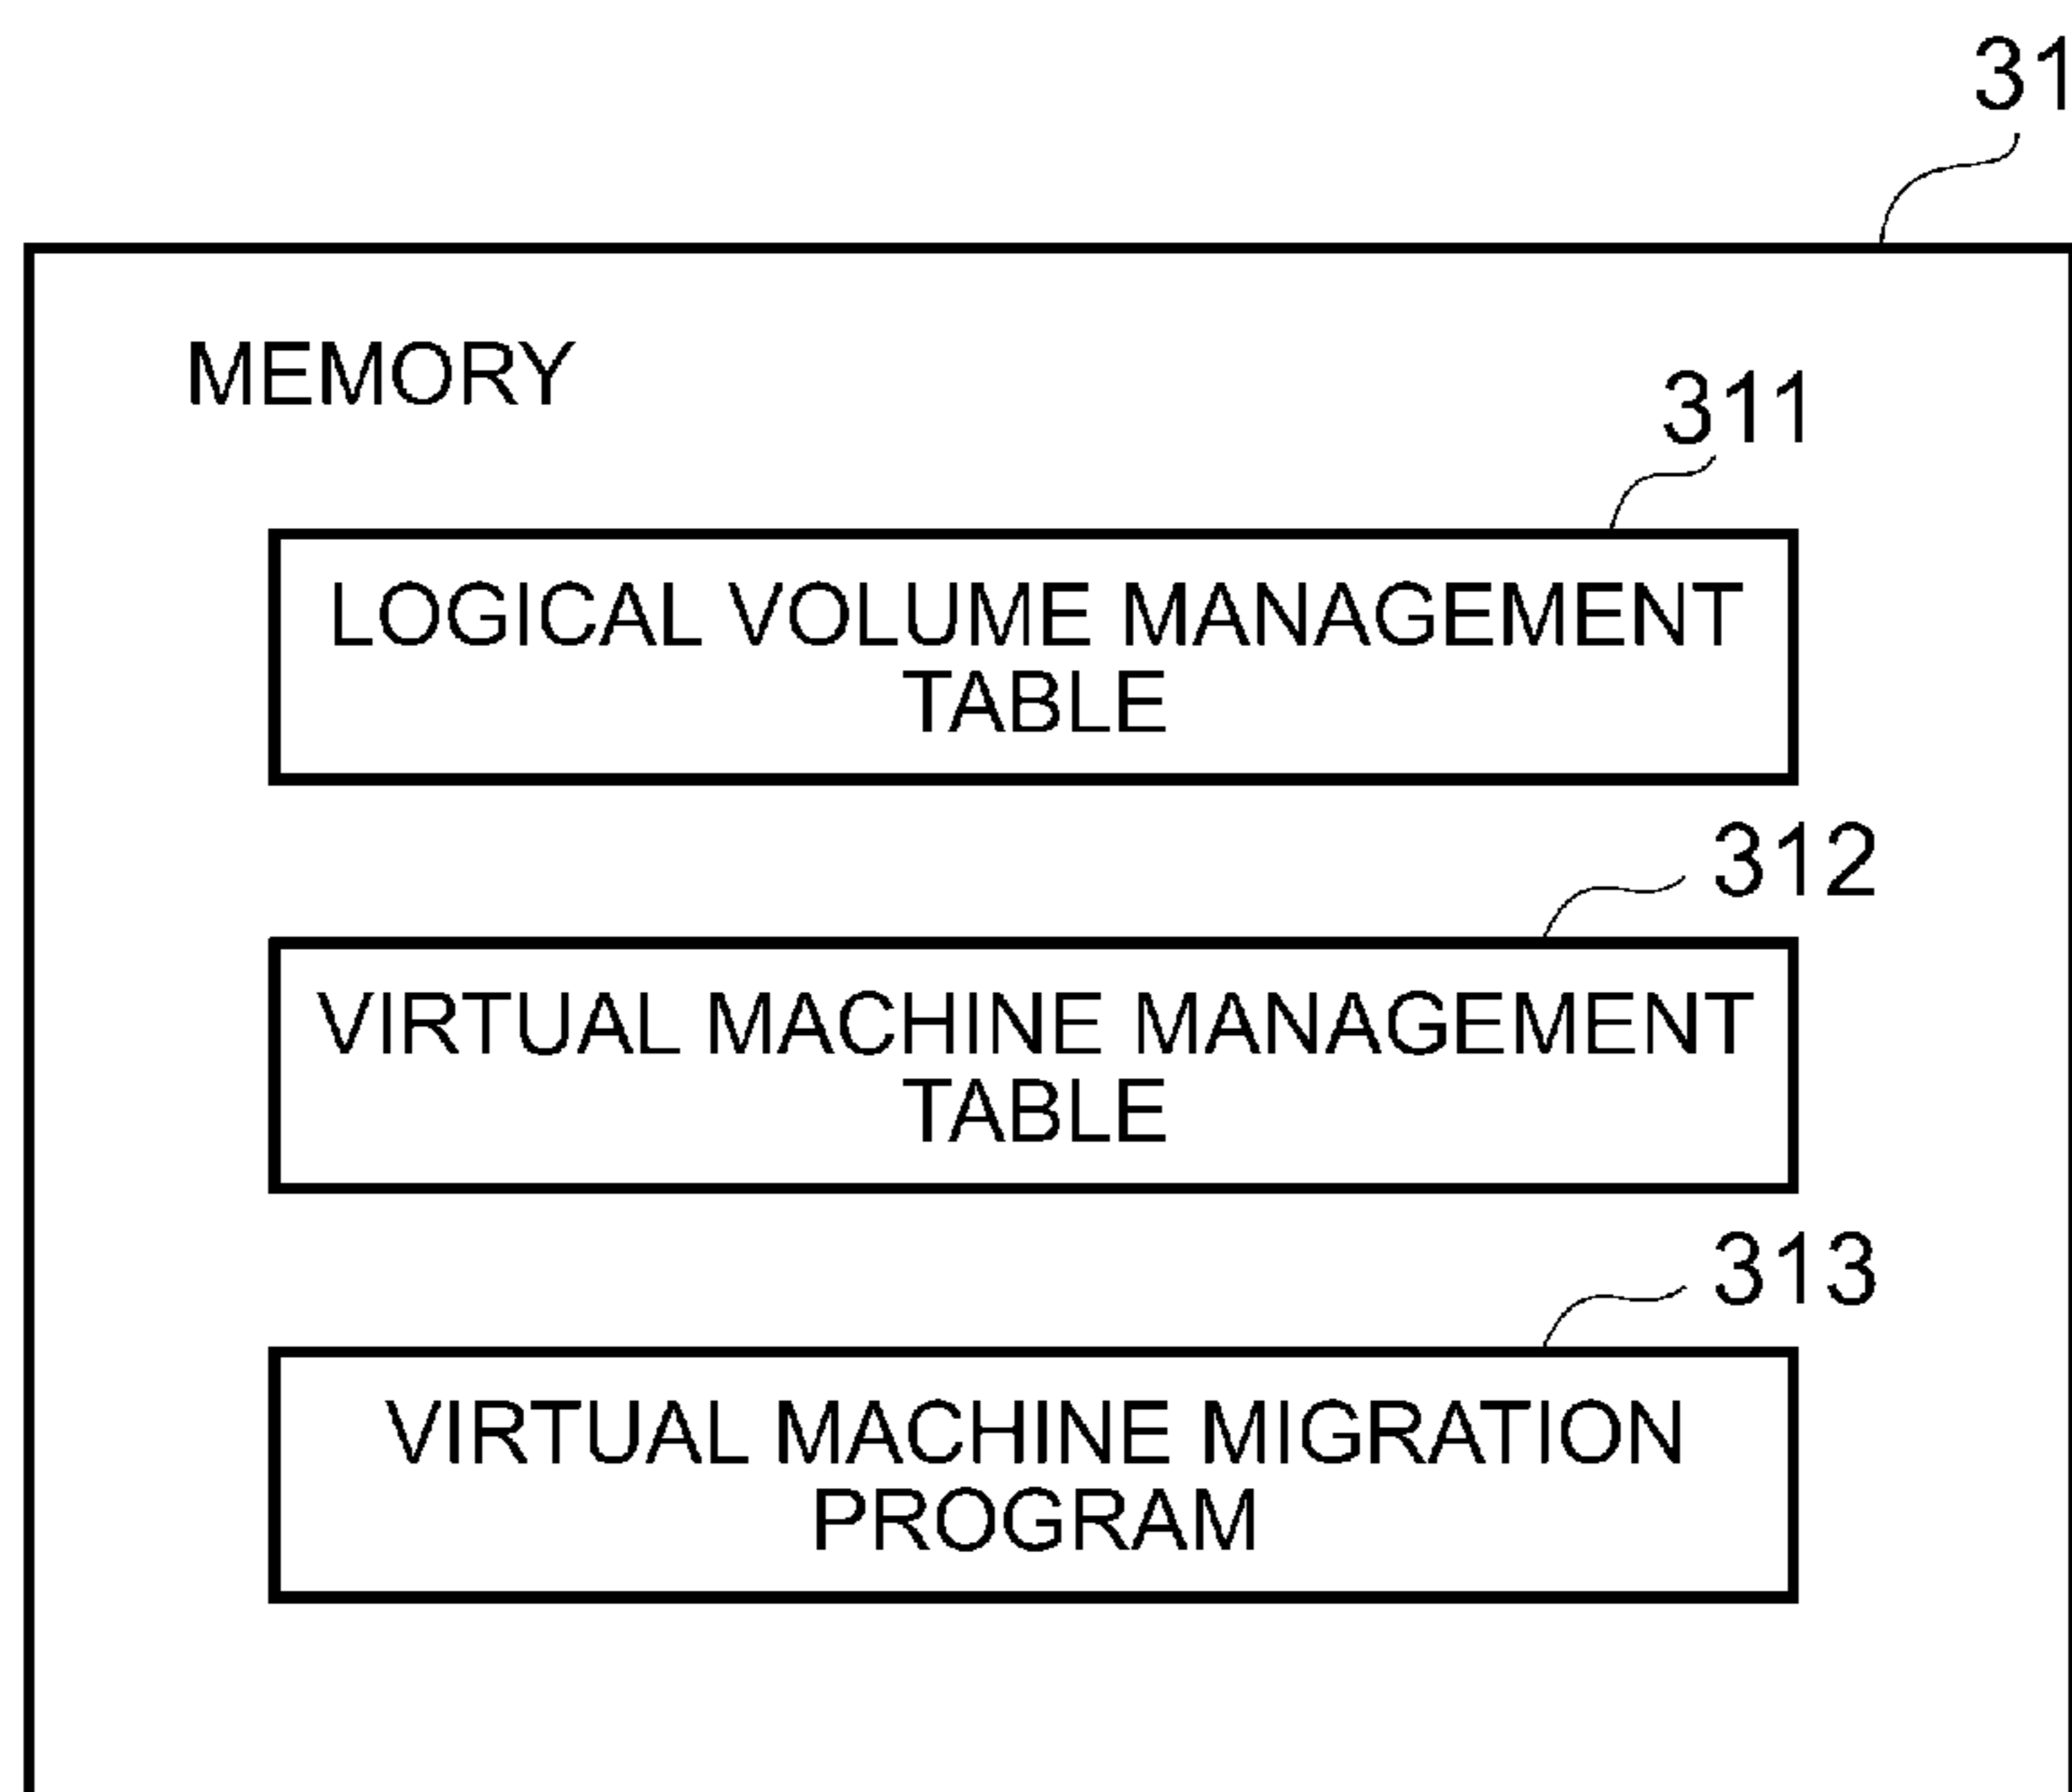 31
MEMORY
311
LOGICAL VOLUME MANAGEMENT
TABLE
312
VIRTUAL MACHINE MANAGEMENT
TABLE
313
VIRTUAL MACHINE MIGRATION
PROGRAM